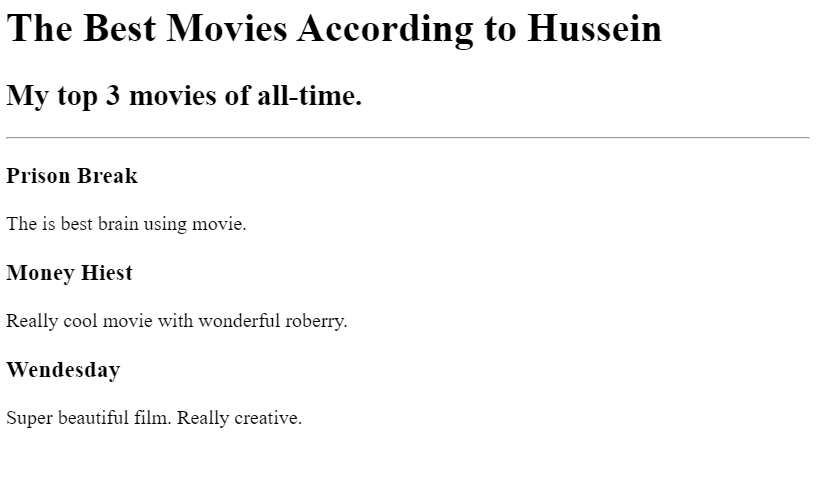 The Best Movies According to Hussein
My top 3 movies of all-time.
Prison Break
The is best brain using movie.
Money Hiest
Really cool movie with wonderful roberry.
Wendesday
Super beautiful film. Really creative.